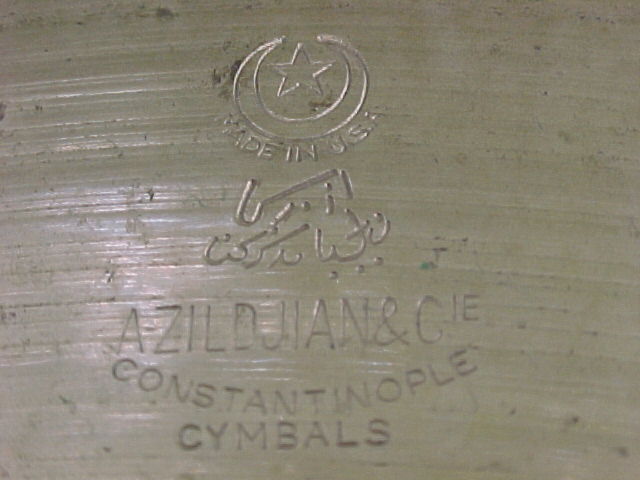 MADE IN U.S.A.
A·ZILDJIAN & CIE
CONSTANTINOPLE
CYMBALS